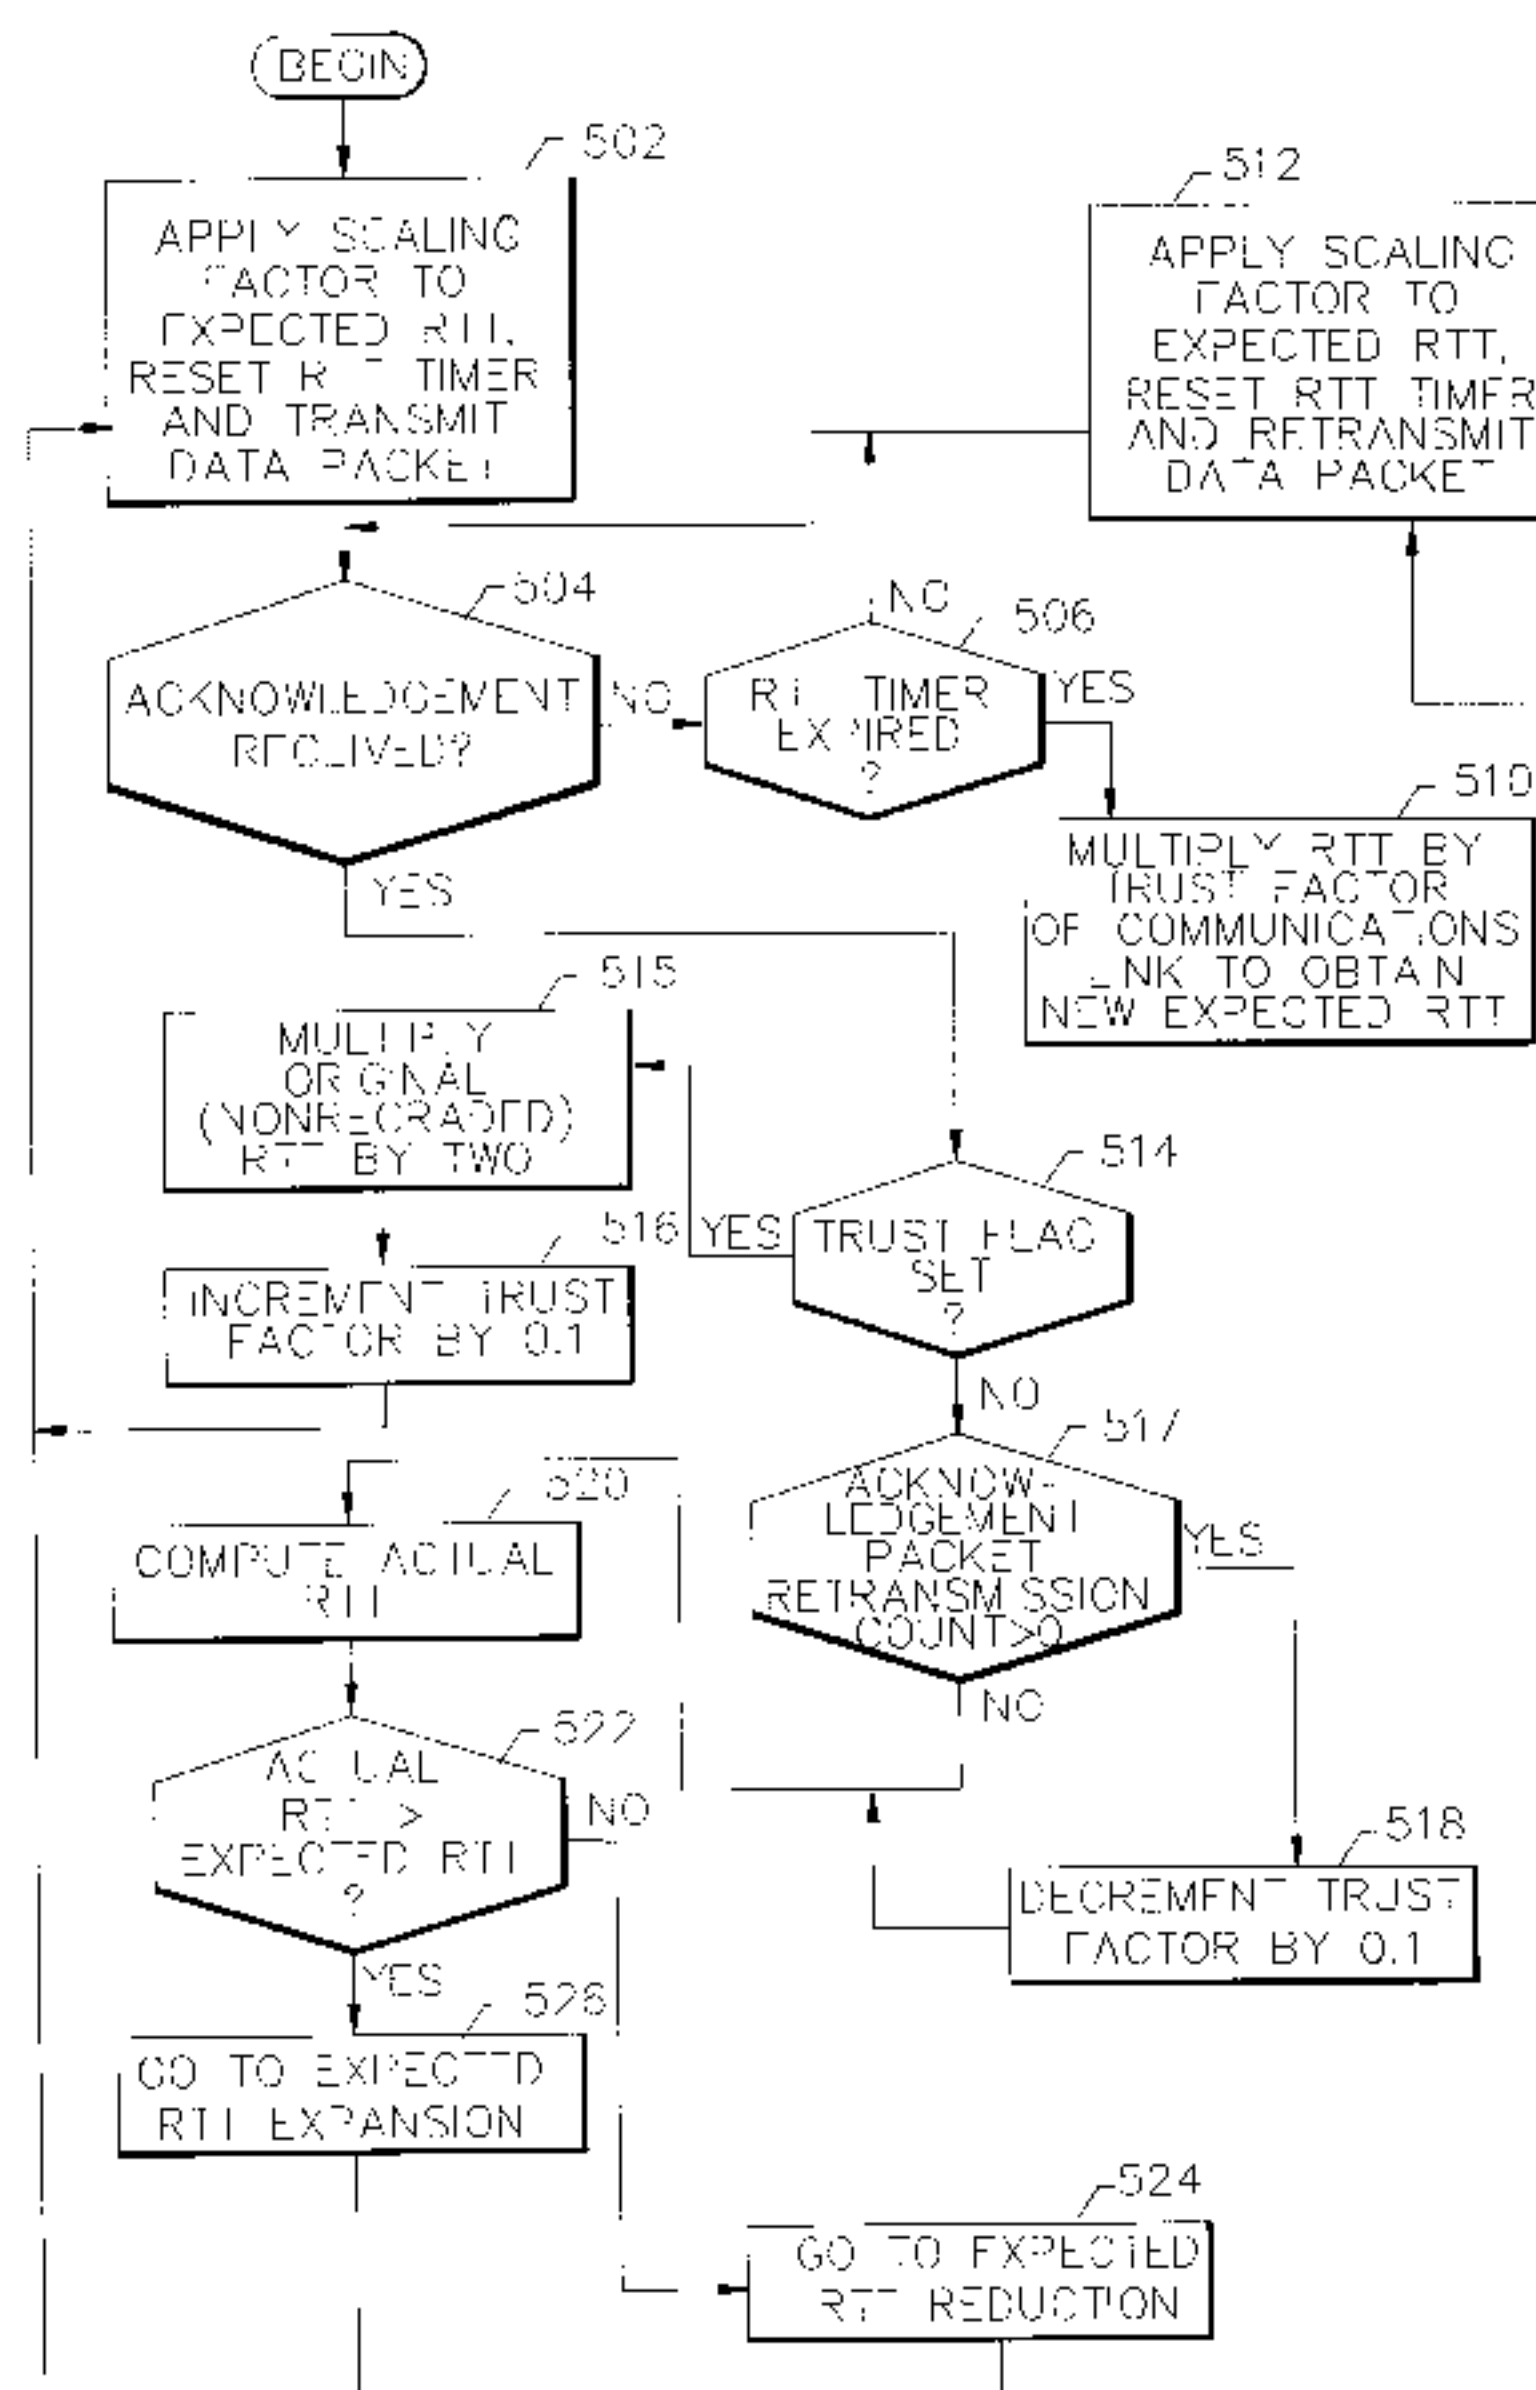 BEGIN
502
APPLY SCALING
FACTOR TO
EXPECTED RTT,
RESET RTT TIMER
AND TRANSMIT
DATA PACKET
512
APPLY SCALING
FACTOR TO
EXPECTED RTT,
RESET RTT TIMER
AND RETRANSMIT
DATA PACKET
504
ACKNOWLEDGEMENT
RECEIVED?
NO
NO
506
RTT TIMER
EXPIRED
?
YES
510
MULTIPLY RTT BY
TRUST FACTOR
OF COMMUNICATIONS
LINK TO OBTAIN
NEW EXPECTED RTT
YES
515
MULTIPLY
ORIGINAL
(NONREGRADED)
RTT BY TWO
514
TRUST FLAG
SET
?
YES
516
INCREMENT TRUST
FACTOR BY 0.1
NO
517
ACKNOW-
LEDGEMENT
PACKET
RETRANSMISSION
COUNT>0
YES
NO
520
COMPUTE ACTUAL
RTT
522
ACTUAL
RTT >
EXPECTED RTT
?
NO
YES
518
DECREMENT TRUST
FACTOR BY 0.1
526
GO TO EXPECTED
RTT EXPANSION
524
GO TO EXPECTED
RTT REDUCTION